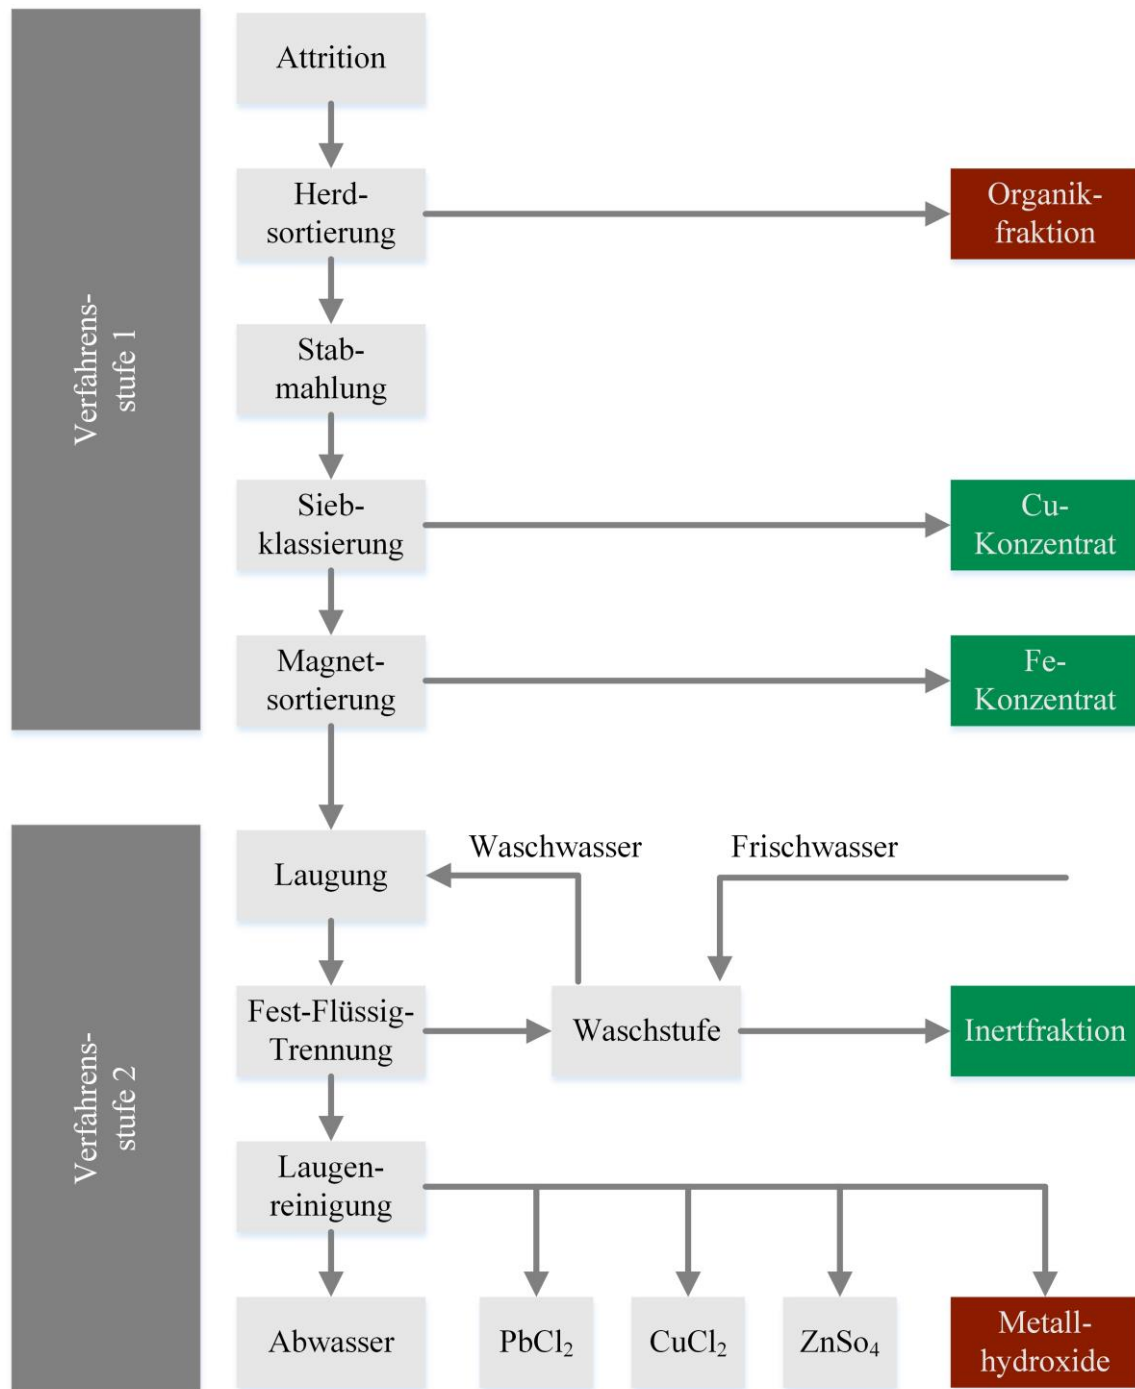 Verfahrens-
stufe 1
Attrition
Herd-
sortierung
Organik-
fraktion
Stab-
mahlung
Sieb-
klassierung
Cu-
Konzentrat
Magnet-
sortierung
Fe-
Konzentrat
Verfahrens-
stufe 2
Laugung
Waschwasser
Frischwasser
Fest-Flüssig-
Trennung
Waschstufe
Inertfraktion
Laugen-
reinigung
Abwasser
PbCl₂
CuCl₂
ZnSo₄
Metall-
hydroxide